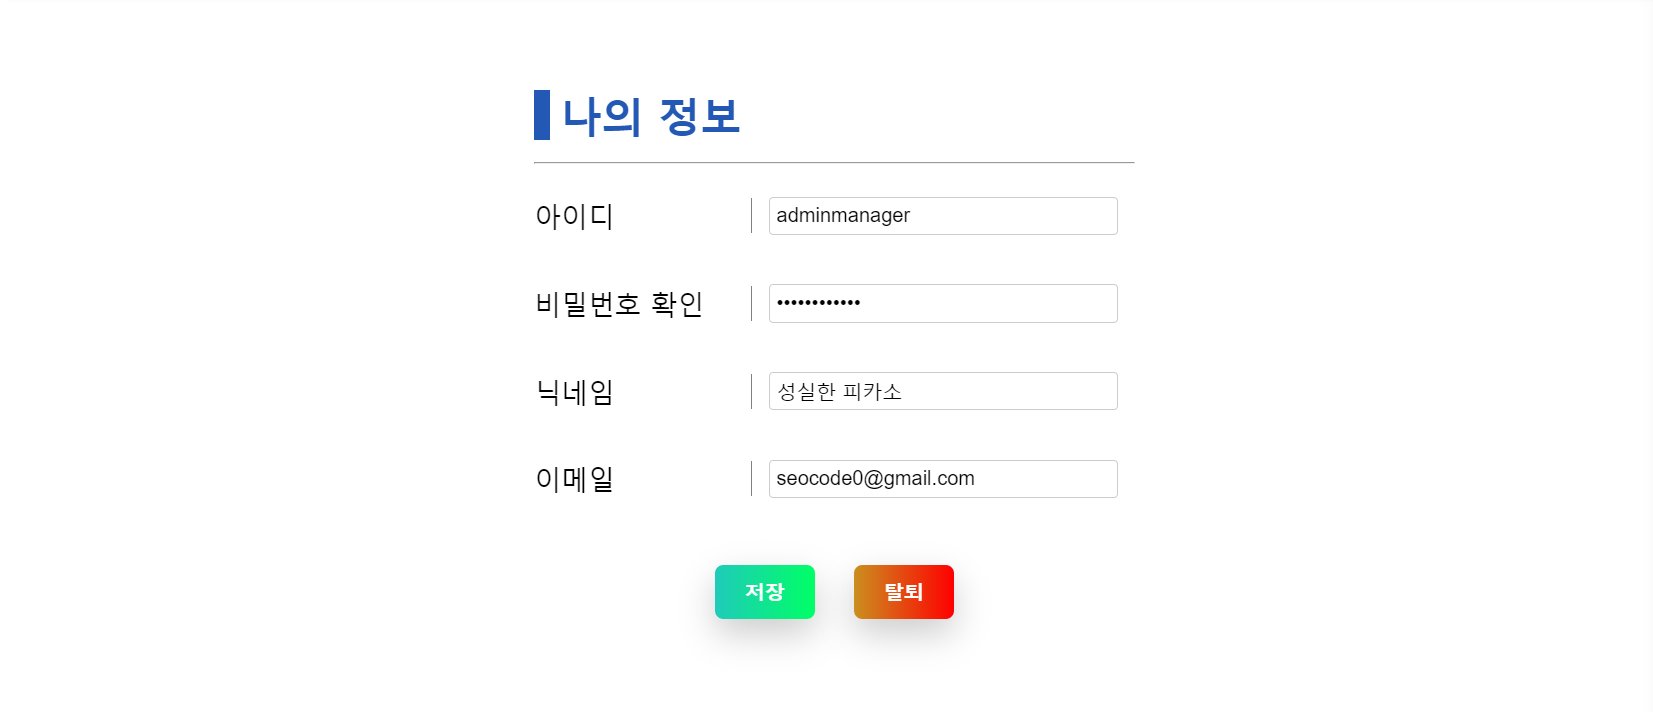 나의 정보
아이디 adminmanager
비밀번호 확인 ••••••••••••
닉네임 성실한 피카소
이메일 seocode0@gmail.com
저장 탈퇴